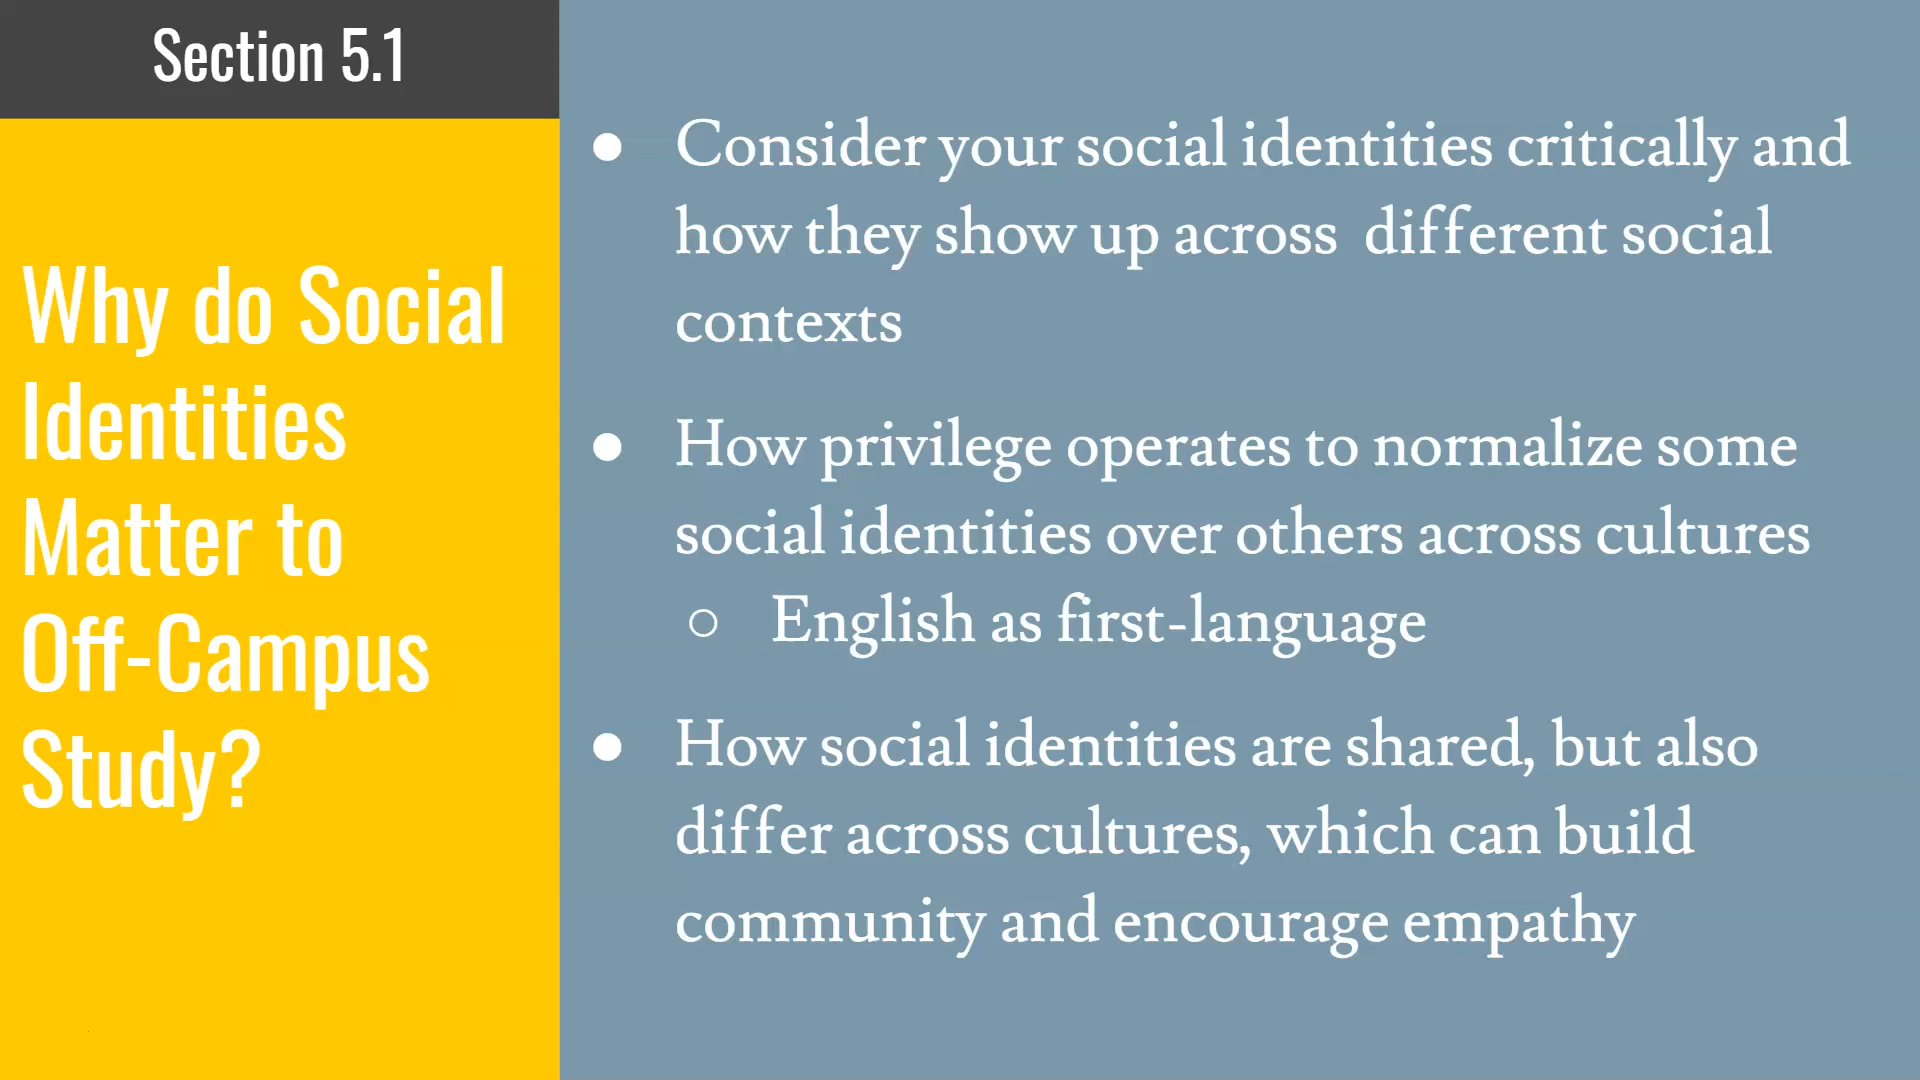 Section 5.1
Why do Social
Identities
Matter to
Off-Campus
Study?
● Consider your social identities critically and
how they show up across  different social
contexts
● How privilege operates to normalize some
social identities over others across cultures
○ English as first-language
● How social identities are shared, but also
differ across cultures, which can build
community and encourage empathy